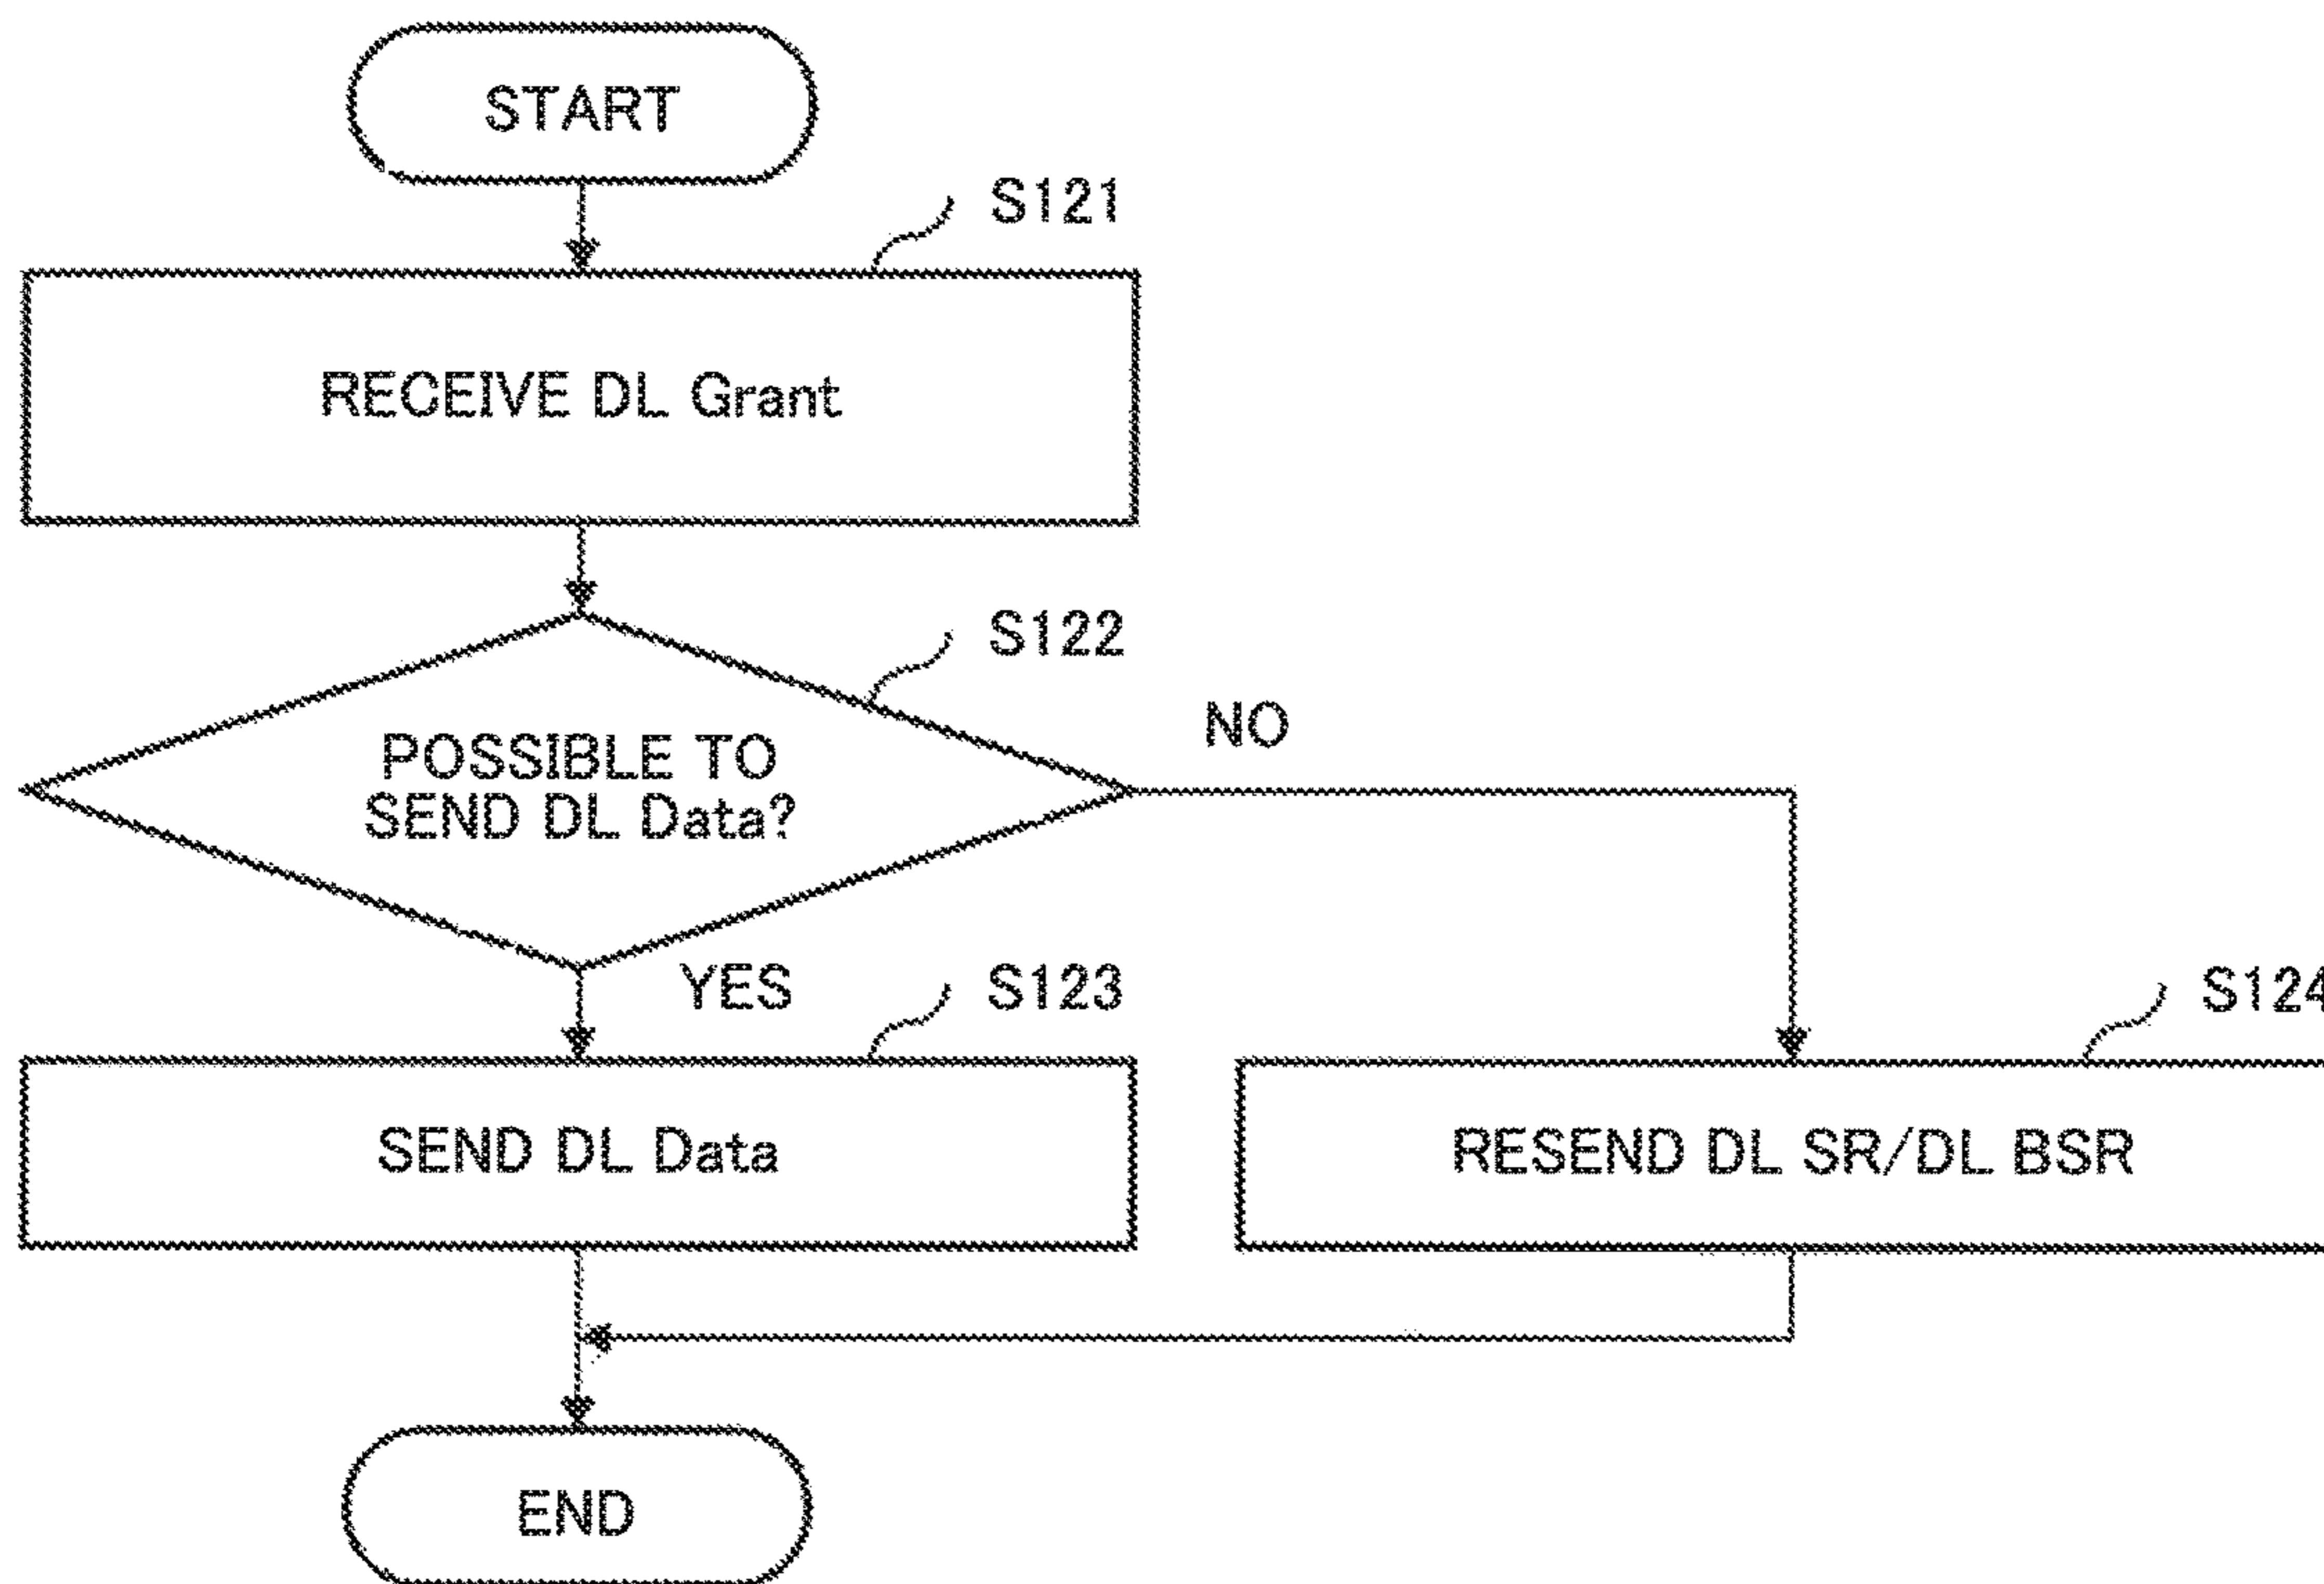 START
S121
RECEIVE DL Grant
S122
NO
POSSIBLE TO
SEND DL Data?
YES
S123
S124
SEND DL Data
RESEND DL SR/DL BSR
END